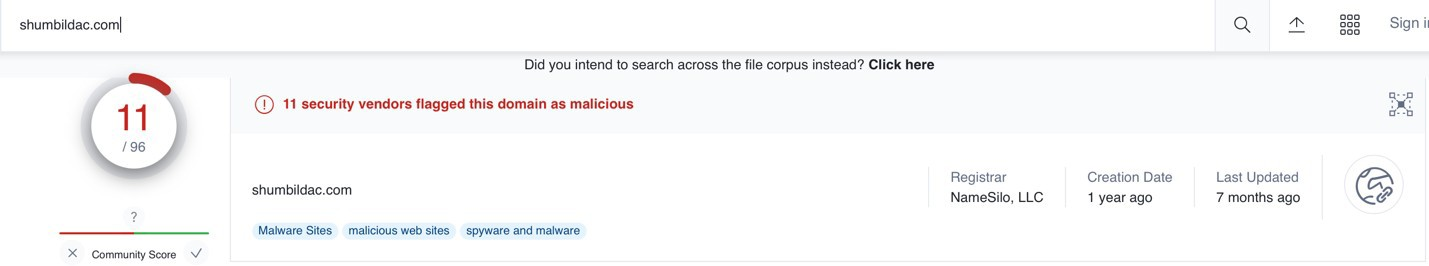 shumbildac.com
Sign i
Did you intend to search across the file corpus instead? Click here
11
/ 96
11 security vendors flagged this domain as malicious
shumbildac.com
Registrar
NameSilo, LLC
Creation Date
1 year ago
Last Updated
7 months ago
?
Malware Sites malicious web sites spyware and malware
Community Score